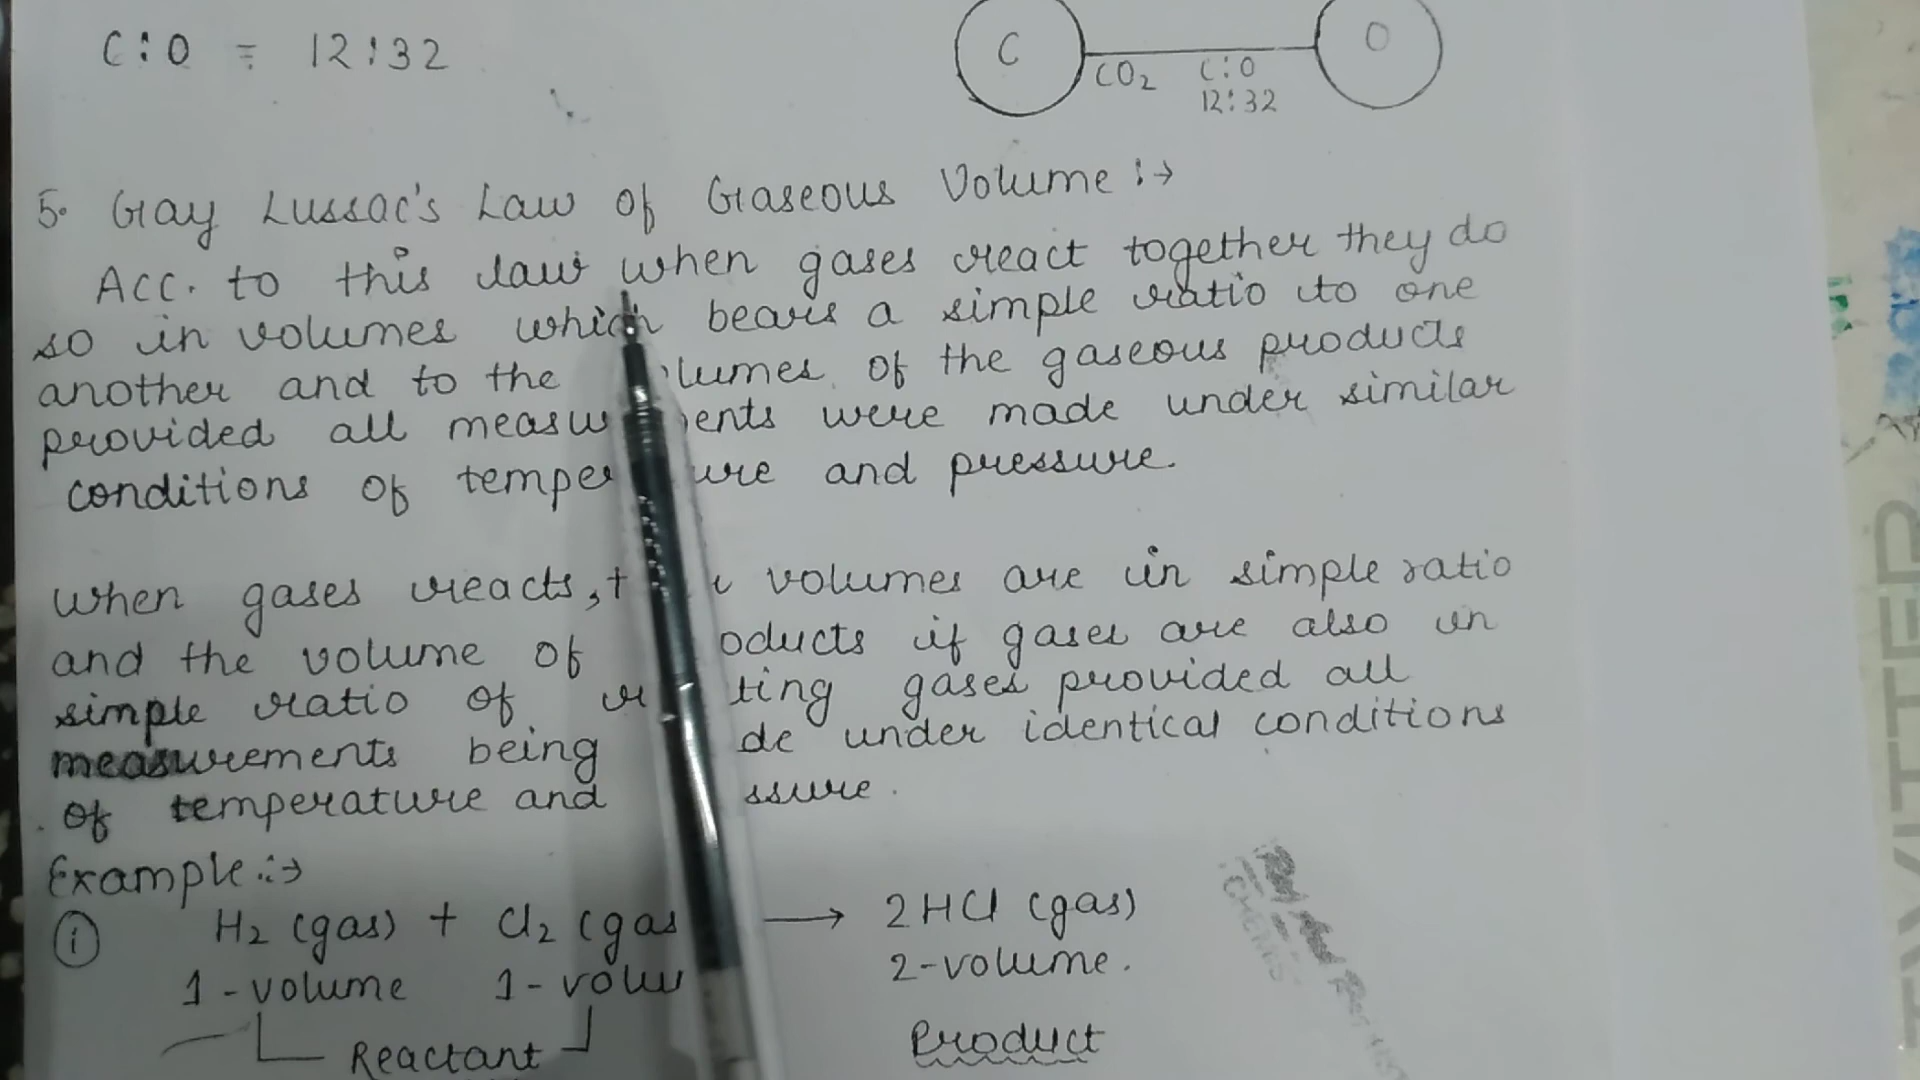 C:O = 12:32
C
O
CO2
C:O
12:32
5. Gay Lussac's Law of Gaseous Volume :→
Acc. to this law when gases react together they do
so in volumes which bears a simple ratio to one
another and to the lumes of the gaseous products
provided all measu ents were made under similar
conditions of tempe ure and pressure.
When gases reacts, t volumes are in simple ratio
and the volume of oducts if gases are also in
simple ratio of ting gases provided all
measurements being de under identical conditions
of temperature and ssure.
Example :→
(i) H2 (gas) + Cl2 (gas → 2HCl (gas)
1-volume 1-volu 2-volume.
Reactant Product